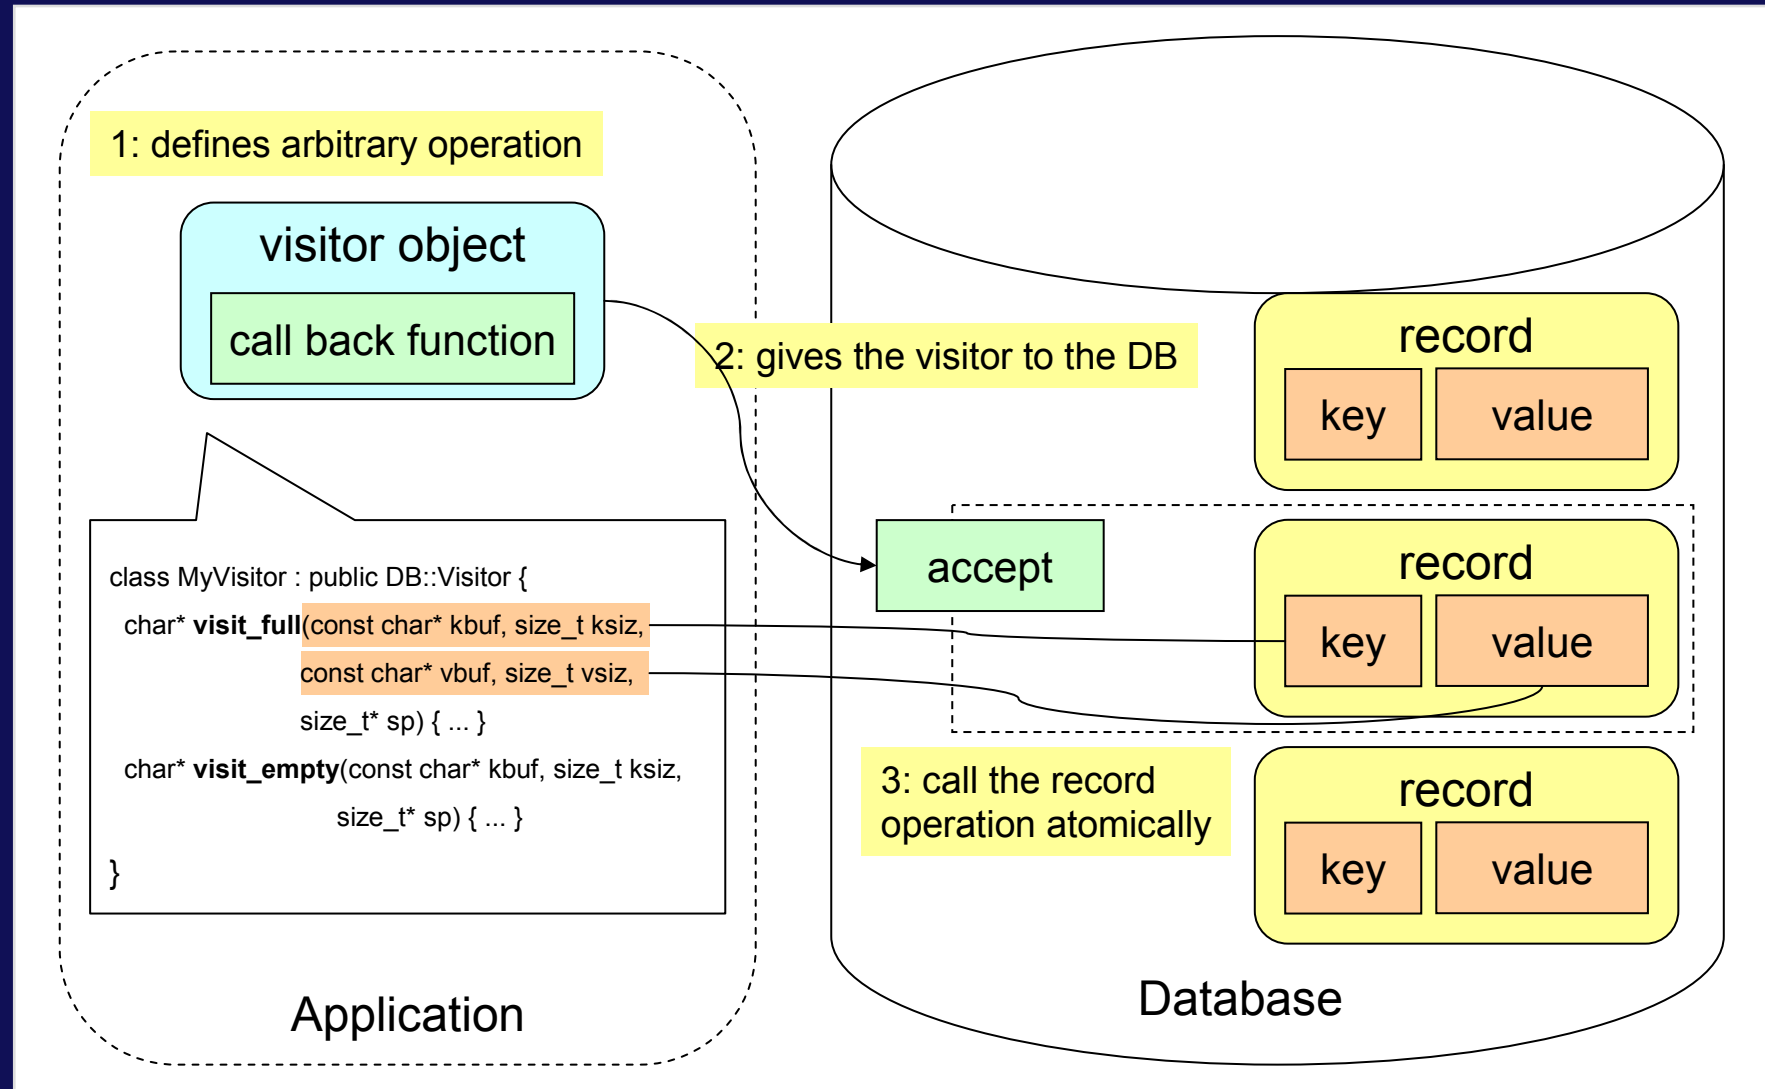 1: defines arbitrary operation
visitor object
call back function
2: gives the visitor to the DB
class MyVisitor : public DB::Visitor {
char* visit_full(const char* kbuf, size_t ksiz,
const char* vbuf, size_t vsiz,
size_t* sp) { ... }
char* visit_empty(const char* kbuf, size_t ksiz,
size_t* sp) { ... }
}
Application
record
key value
accept
record
key value
3: call the record
operation atomically
record
key value
Database